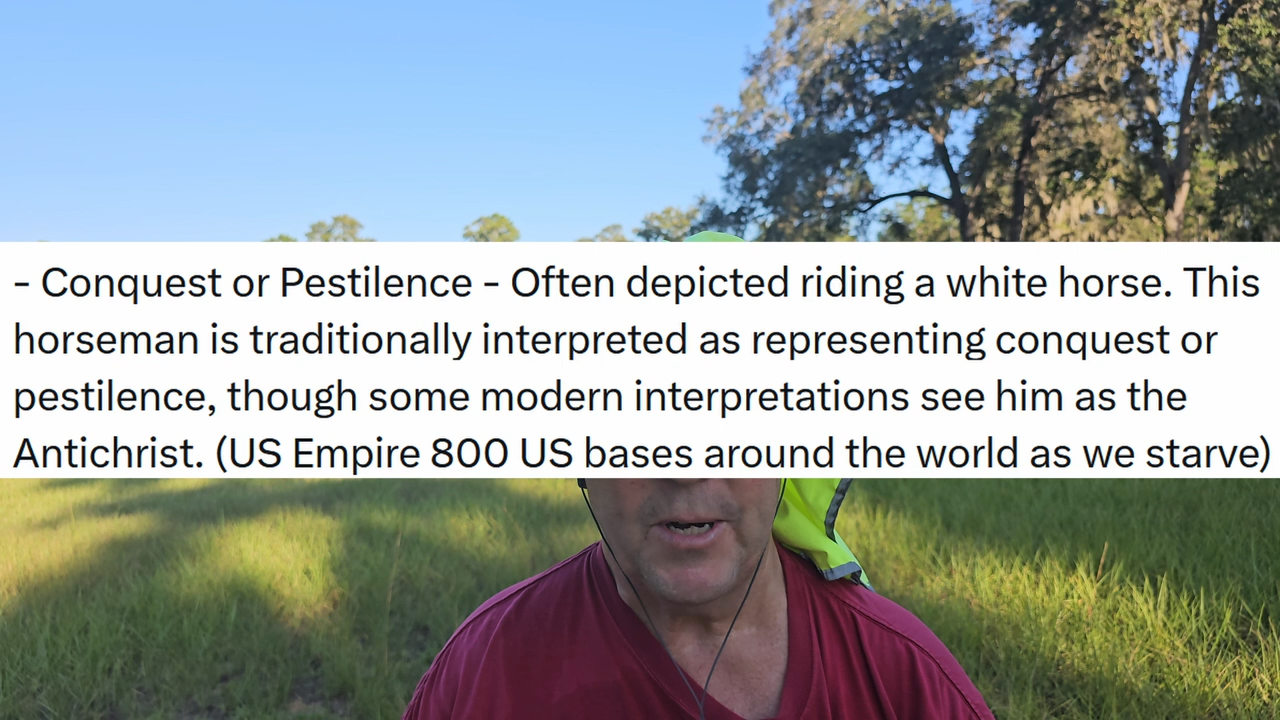 - Conquest or Pestilence - Often depicted riding a white horse. This
horseman is traditionally interpreted as representing conquest or
pestilence, though some modern interpretations see him as the
Antichrist. (US Empire 800 US bases around the world as we starve)